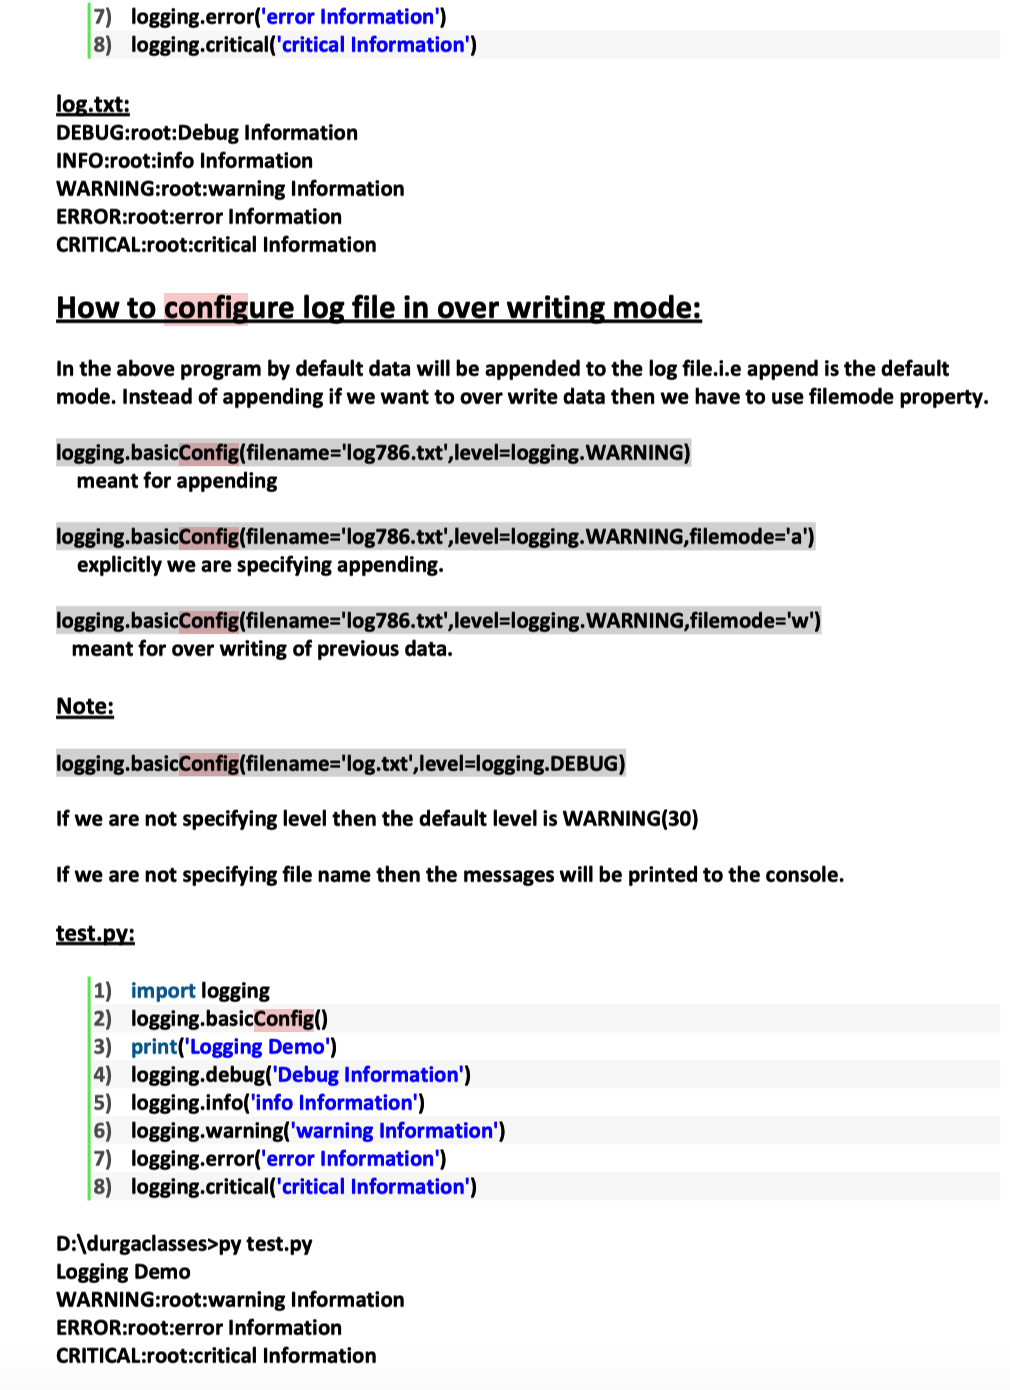 7) logging.error('error Information')
8) logging.critical('critical Information')
log.txt:
DEBUG:root:Debug Information
INFO:root:info Information
WARNING:root:warning Information
ERROR:root:error Information
CRITICAL:root:critical Information
How to configure log file in over writing mode:
In the above program by default data will be appended to the log file.i.e append is the default
mode. Instead of appending if we want to over write data then we have to use filemode property.
logging.basicConfig(filename='log786.txt',level=logging.WARNING)
meant for appending
logging.basicConfig(filename='log786.txt',level=logging.WARNING,filemode='a')
explicitly we are specifying appending.
logging.basicConfig(filename='log786.txt',level=logging.WARNING,filemode='w')
meant for over writing of previous data.
Note:
logging.basicConfig(filename='log.txt',level=logging.DEBUG)
If we are not specifying level then the default level is WARNING(30)
If we are not specifying file name then the messages will be printed to the console.
test.py:
1) import logging
2) logging.basicConfig()
3) print('Logging Demo')
4) logging.debug('Debug Information')
5) logging.info('info Information')
6) logging.warning('warning Information')
7) logging.error('error Information')
8) logging.critical('critical Information')
D:\durgaclasses>py test.py
Logging Demo
WARNING:root:warning Information
ERROR:root:error Information
CRITICAL:root:critical Information